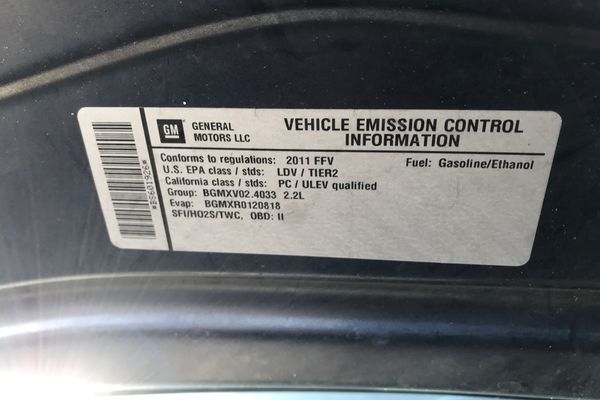 GM
GENERAL MOTORS LLC
VEHICLE EMISSION CONTROL
INFORMATION
Conforms to regulations: 2011 FFV Fuel: Gasoline/Ethanol
U.S. EPA class / stds: LDV / TIER2
California class / stds: PC / ULEV qualified
Group: BGMXV02.4033 2.2L
Evap: BGMXR0120818
SFI/HO2S/TWC, OBD: II
*BS601926*